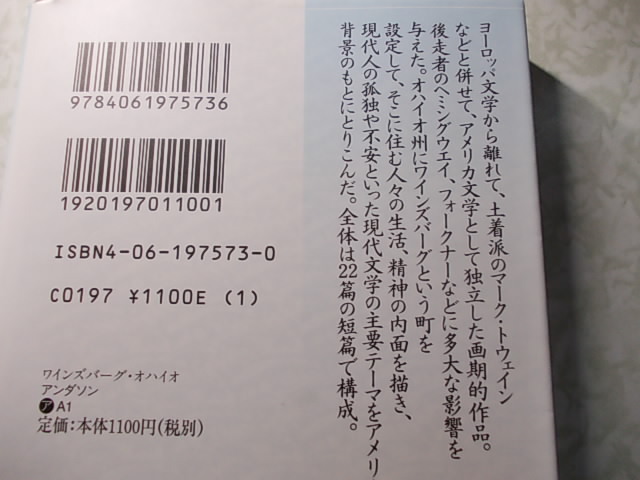 ヨーロッパ文学から離れて、土着派のマーク・トウェイン
などと併せて、アメリカ文学として独立した画期的作品。
後走者のヘミングウエイ、フォークナーなどに多大な影響を
与えた。オハイオ州にワインズバーグという町を
設定して、そこに住む人々の生活、精神の内面を描き、
現代人の孤独や不安といった現代文学の主要テーマをアメリ
背景のもとにとりこんだ。全体は22篇の短篇で構成。
9784061975736
1920197011001
ISBN4-06-197573-0
C0197 ¥1100E (1)
ワインズバーグ・オハイオ
アンダソン
ア A1
定価:本体1100円(税別)